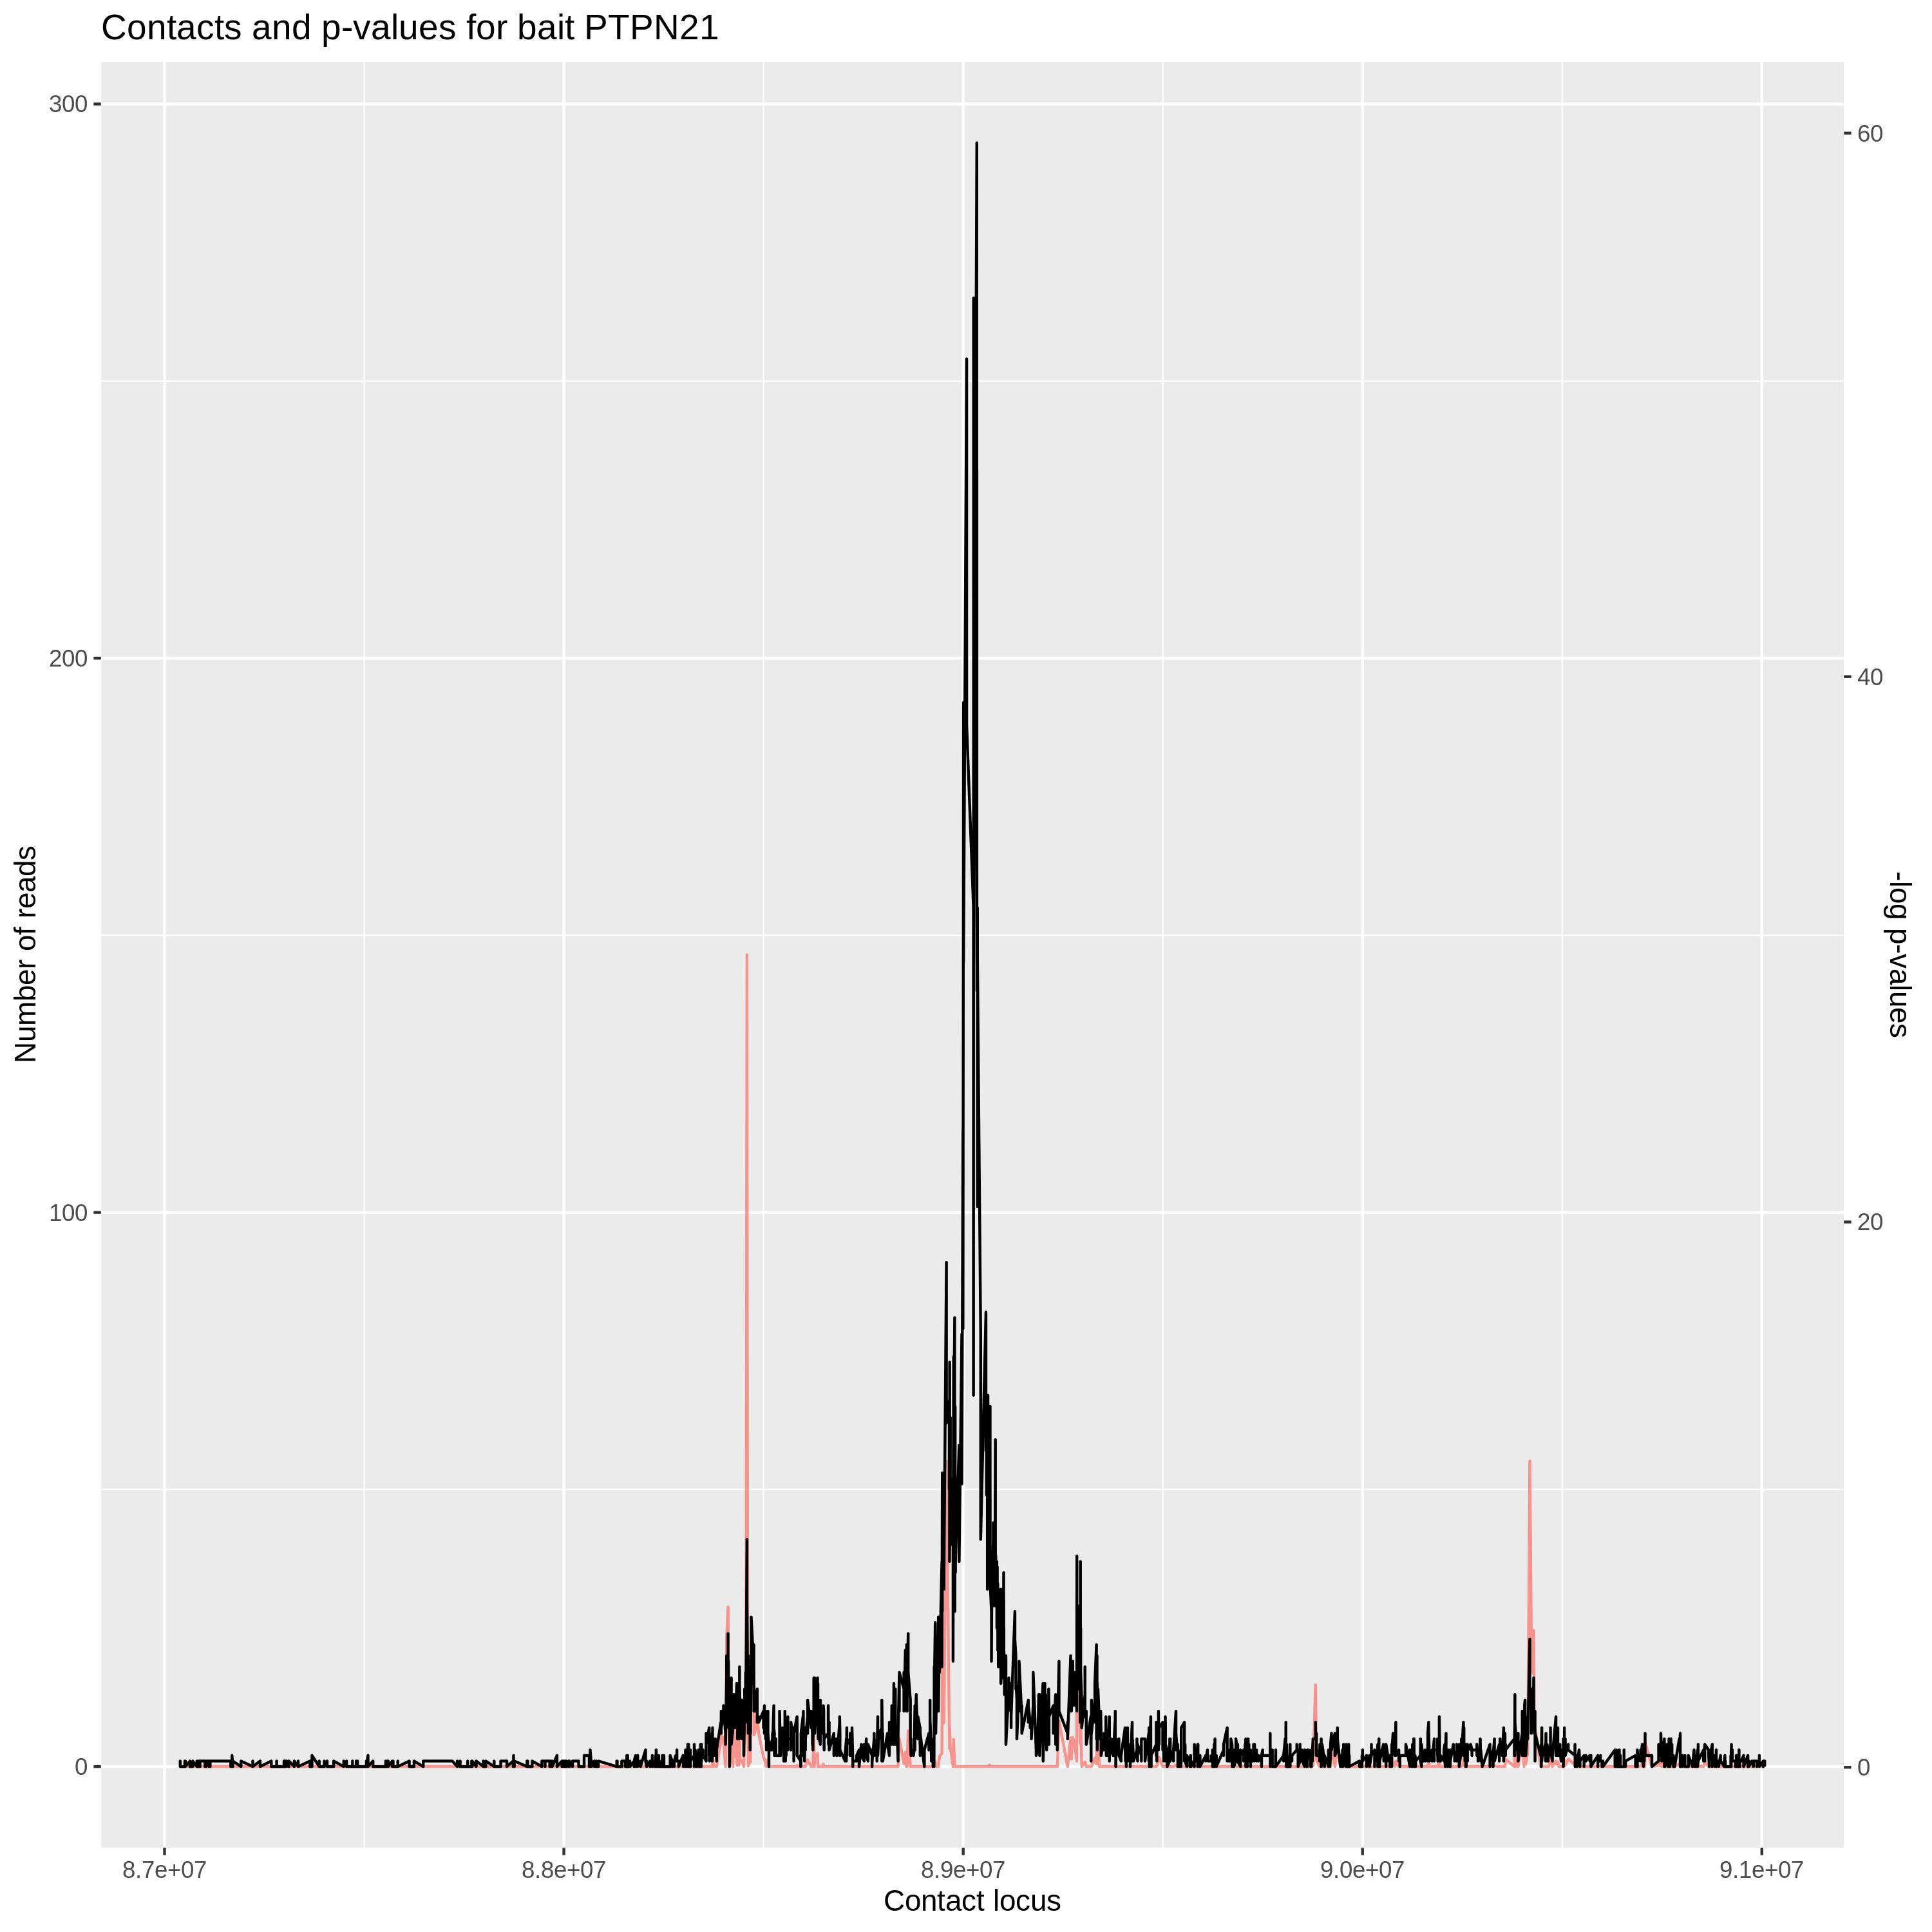 Contacts and p-values for bait PTPN21
300
200
100
0
Number of reads
60
40
20
0
-log p-values
8.7e+07
8.8e+07
8.9e+07
9.0e+07
9.1e+07
Contact locus